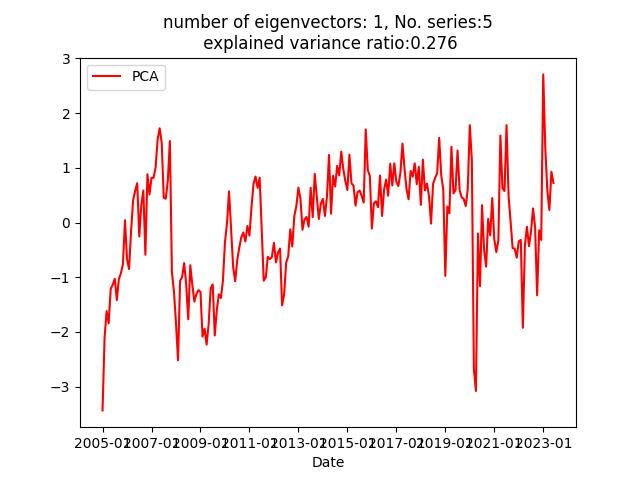 number of eigenvectors: 1, No. series:5
explained variance ratio:0.276
PCA
3
2
1
0
−1
−2
−3
2005-01 2007-01 2009-01 2011-01 2013-01 2015-01 2017-01 2019-01 2021-01 2023-01
Date